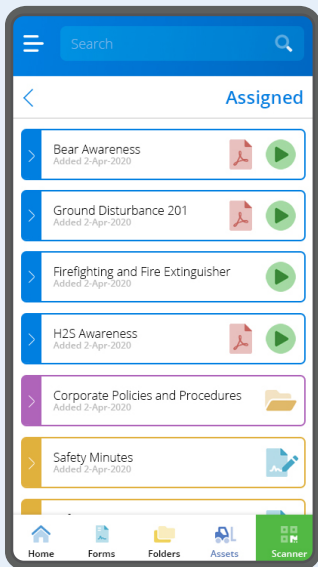 Search
Assigned
Bear Awareness
Added 2-Apr-2020
Ground Disturbance 201
Added 2-Apr-2020
Firefighting and Fire Extinguisher
Added 2-Apr-2020
H2S Awareness
Added 2-Apr-2020
Corporate Policies and Procedures
Added 2-Apr-2020
Safety Minutes
Added 2-Apr-2020
Home Forms Folders Assets Scanner